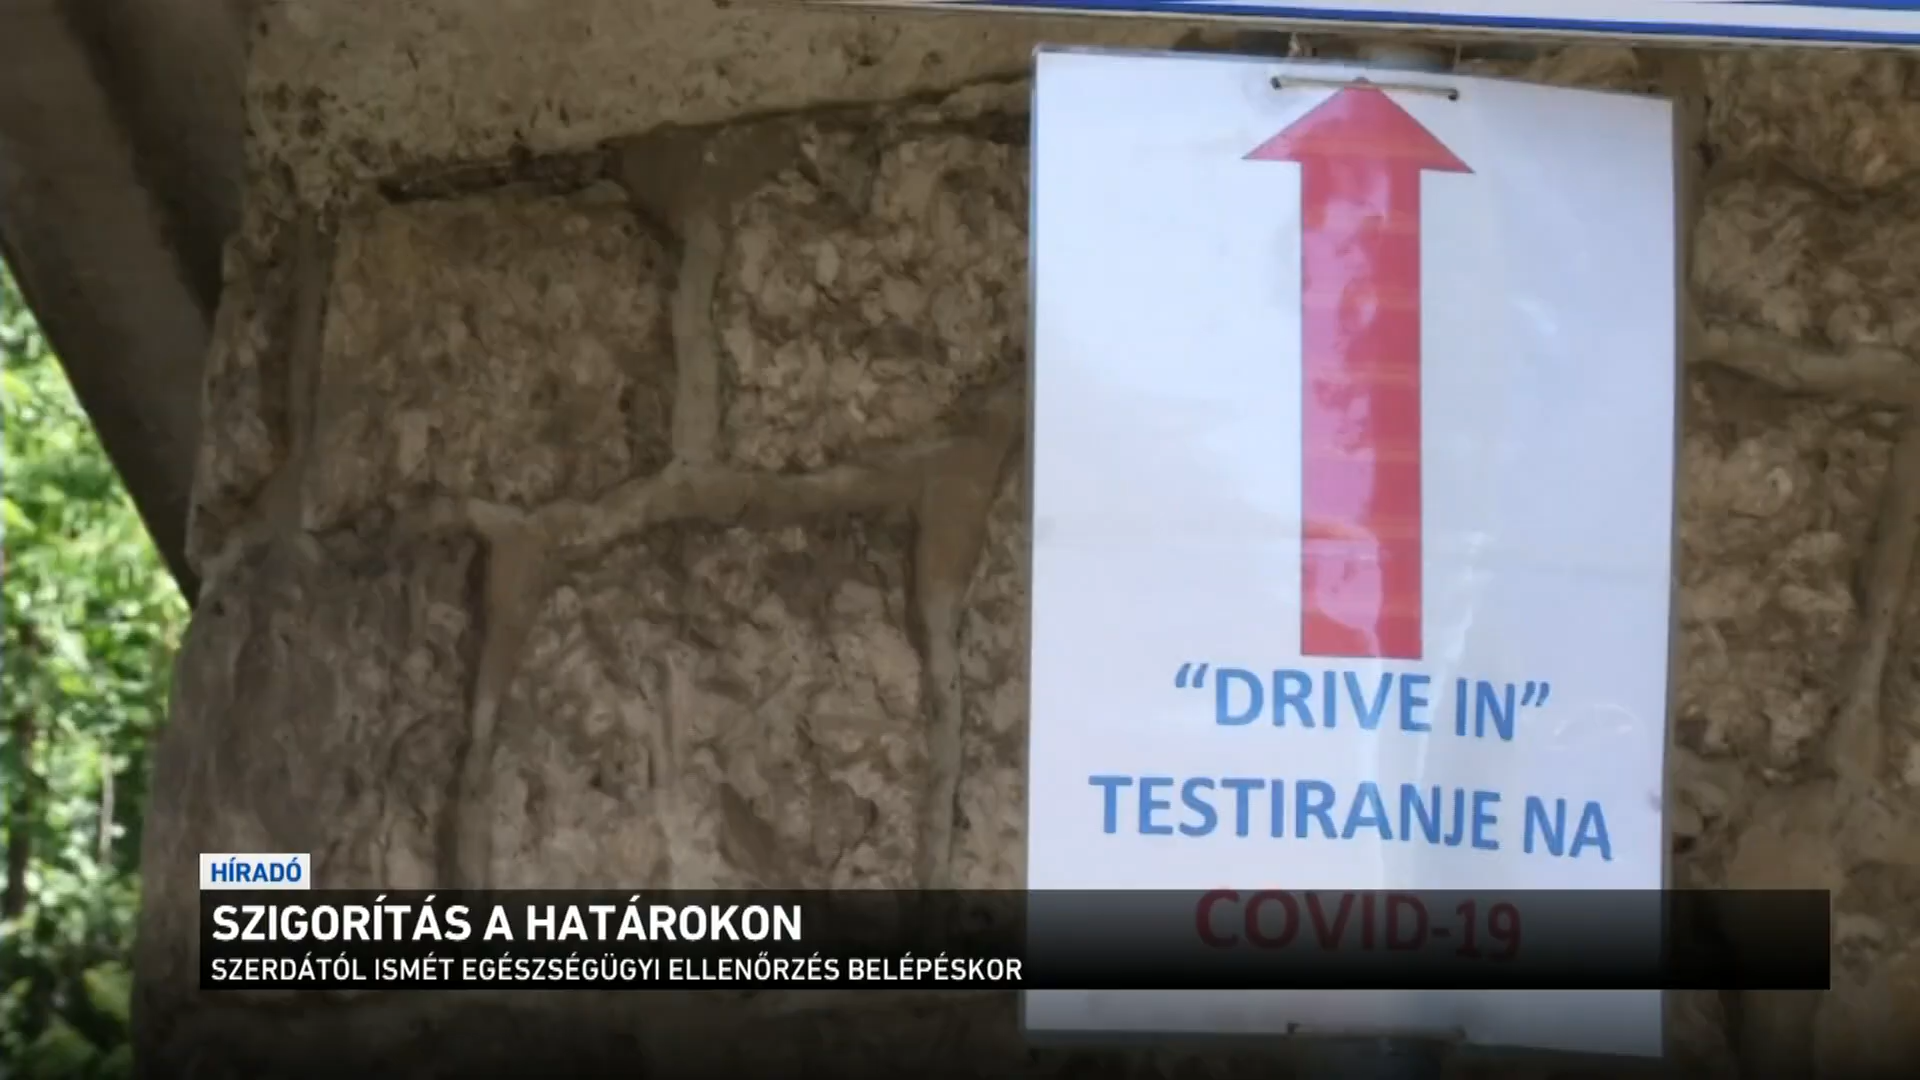 “DRIVE IN”
TESTIRANJE NA
COVID-19
HÍRADÓ
SZIGORÍTÁS A HATÁROKON
SZERDÁTÓL ISMÉT EGÉSZSÉGÜGYI ELLENŐRZÉS BELÉPÉSKOR